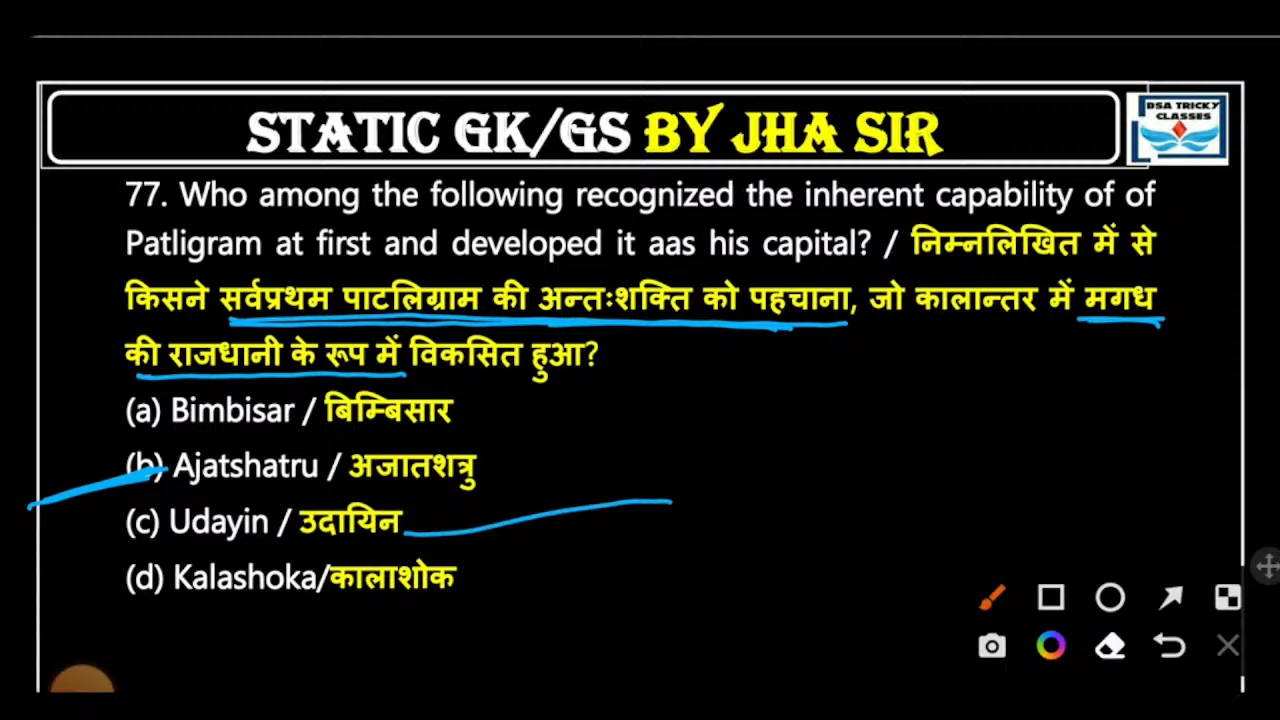 STATIC GK/GS BY JHA SIR
BSA TRICKY
CLASSES
77. Who among the following recognized the inherent capability of of
Patligram at first and developed it aas his capital? / निम्नलिखित में से
किसने सर्वप्रथम पाटलिग्राम की अन्तःशक्ति को पहचाना, जो कालान्तर में मगध
की राजधानी के रूप में विकसित हुआ?
(a) Bimbisar / बिम्बिसार
(b) Ajatshatru / अजातशत्रु
(c) Udayin / उदायिन
(d) Kalashoka/कालाशोक